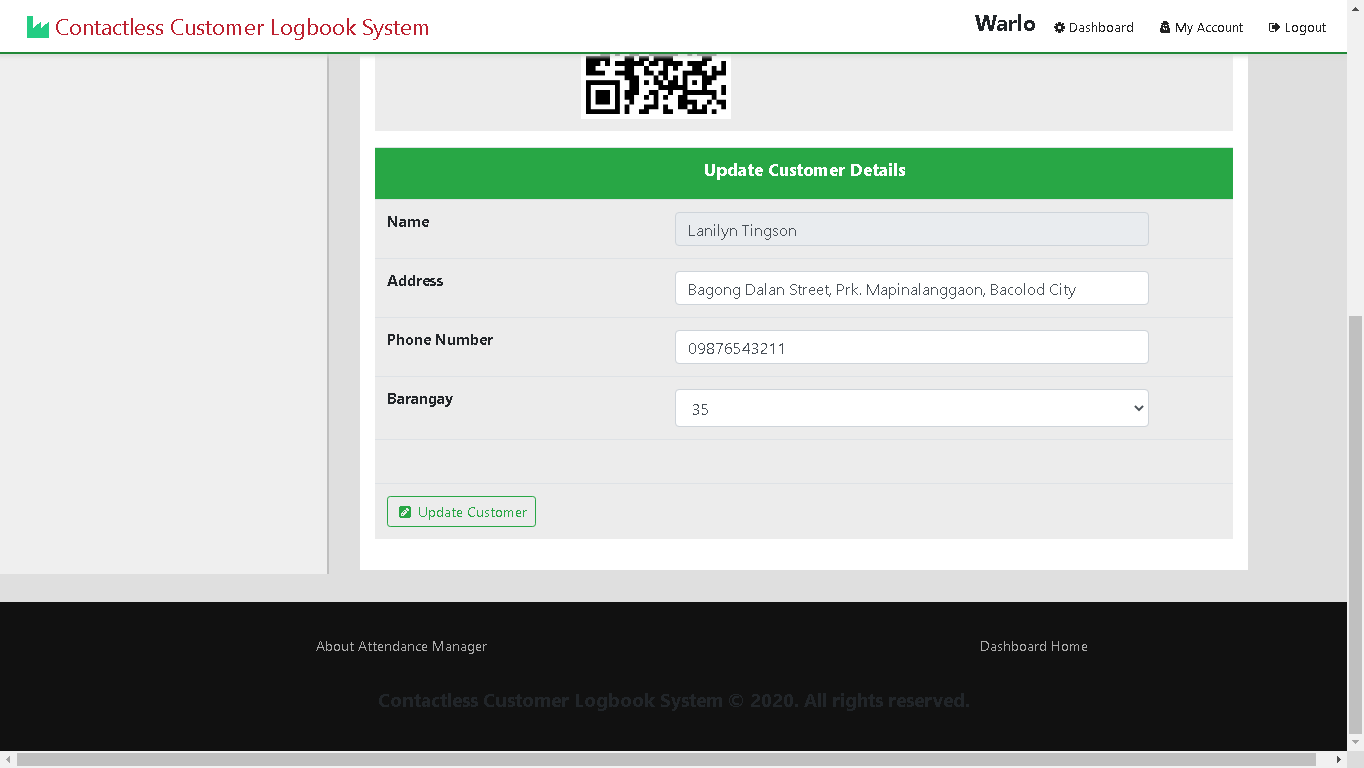 Contactless Customer Logbook System
Warlo Dashboard My Account Logout
Update Customer Details
Name Lanilyn Tingson
Address Bagong Dalan Street, Prk. Mapinalanggaon, Bacolod City
Phone Number 09876543211
Barangay 35
Update Customer
About Attendance Manager Dashboard Home
Contactless Customer Logbook System © 2020. All rights reserved.